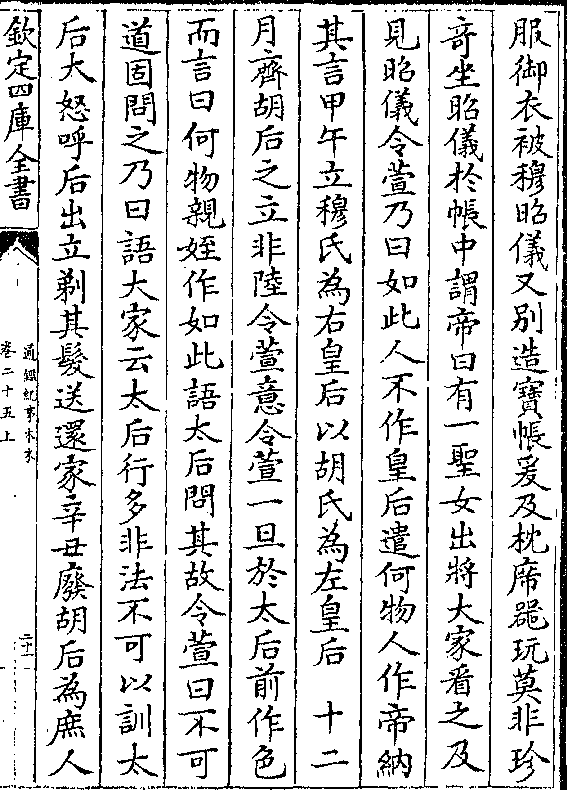 服御衣被穆昭儀又别造寳帳爰及枕席器玩莫非珍
竒坐昭儀於帳中謂帝曰有一聖女出將大家看之及
見昭儀令萱乃曰如此人不作皇后遣何物人作帝納
其言甲午立穆氏為右皇后以胡氏為左皇后　十二
月齊胡后之立非陸令萱意令萱一旦於太后前作色
而言曰何物親姪作如此語太后問其故令萱曰不可
道固問之乃曰語大家云太后行多非法不可以訓太
后大怒呼后出立剃其髮送還家辛丑廢胡后為庶人
欽定四庫全書
通鑑紀事本末
卷二十五上